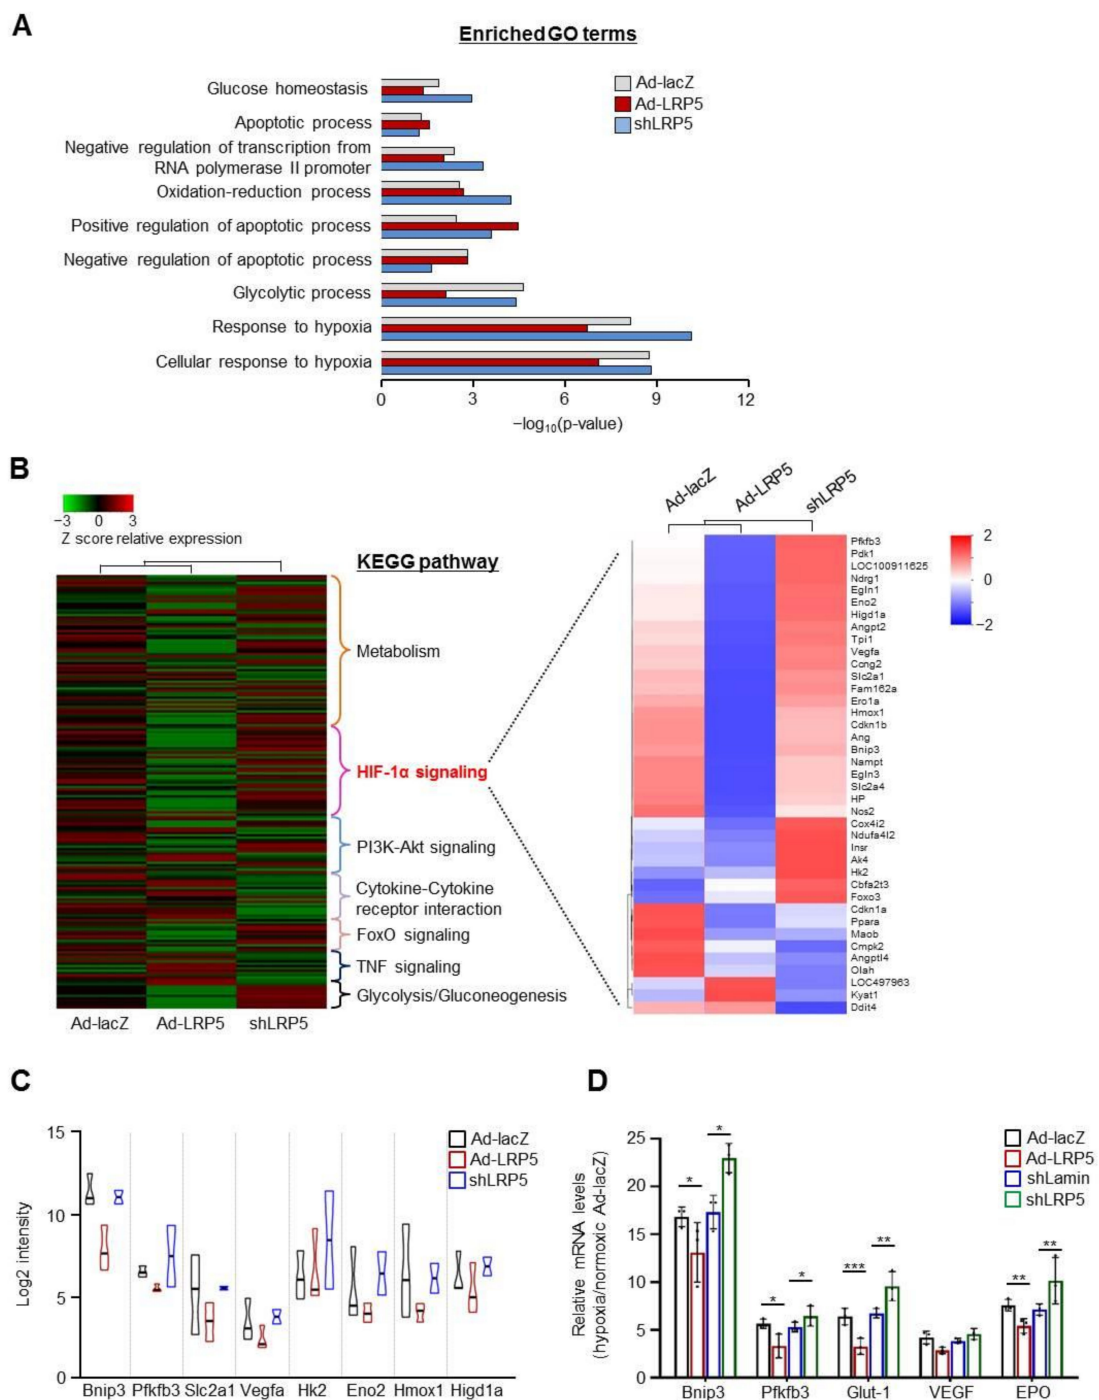 A
Enriched GO terms
Glucose homeostasis
Apoptotic process
Negative regulation of transcription from
RNA polymerase II promoter
Oxidation-reduction process
Positive regulation of apoptotic process
Negative regulation of apoptotic process
Glycolytic process
Response to hypoxia
Cellular response to hypoxia
Ad-lacZ
Ad-LRP5
shLRP5
0 3 6 9 12
−log10(p-value)
B
−3 0 3
Z score relative expression
KEGG pathway
Metabolism
HIF-1α signaling
PI3K-Akt signaling
Cytokine-Cytokine
receptor interaction
FoxO signaling
TNF signaling
Glycolysis/Gluconeogenesis
Ad-lacZ Ad-LRP5 shLRP5
Ad-lacZ Ad-LRP5 shLRP5
Pfkfb3
Pdk1
LOC100911625
Ndrg1
Egln1
Eno2
Higd1a
Angpt2
Tpi1
Vegfa
Ccng2
Slc2a1
Fam162a
Ero1a
Hmox1
Cdkn1b
Ang
Bnip3
Nampt
Egln3
Slc2a4
HP
Nos2
Cox4i2
Ndufa4l2
Insr
Ak4
Hk2
Cbfa2t3
Foxo3
Cdkn1a
Ppara
Maob
Cmpk2
Angptl4
Olah
LOC497963
Kyat1
Ddit4
2
0
−2
C
Log2 intensity
15
10
5
0
Ad-lacZ
Ad-LRP5
shLRP5
Bnip3 Pfkfb3 Slc2a1 Vegfa Hk2 Eno2 Hmox1 Higd1a
D
Relative mRNA levels
(hypoxia/normoxic Ad-lacZ)
25
20
15
10
5
0
* * * * *** ** ** **
Ad-lacZ
Ad-LRP5
shLamin
shLRP5
Bnip3 Pfkfb3 Glut-1 VEGF EPO